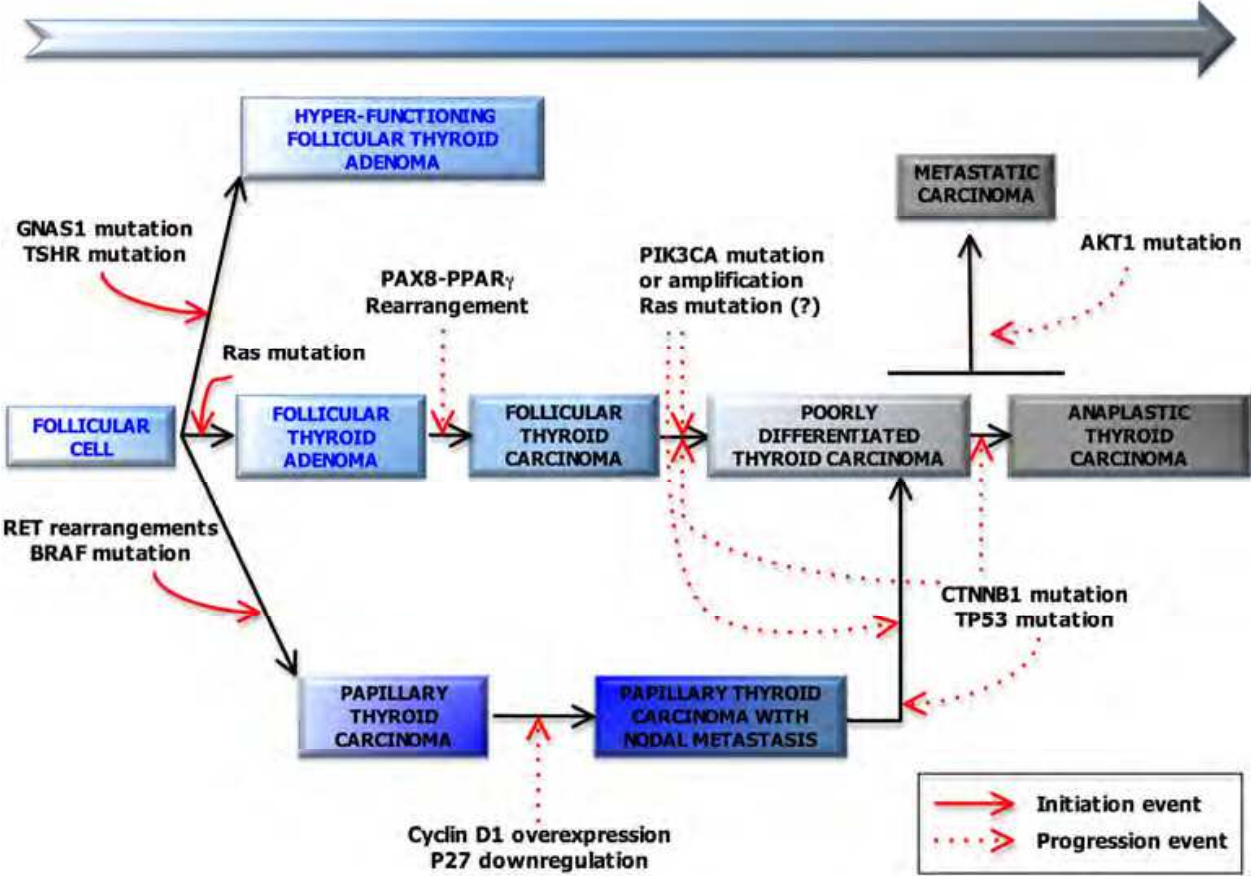 HYPER-FUNCTIONING
FOLLICULAR THYROID
ADENOMA
METASTATIC
CARCINOMA
GNAS1 mutation
TSHR mutation
PAX8-PPARγ
Rearrangement
PIK3CA mutation
or amplification
Ras mutation (?)
AKT1 mutation
Ras mutation
FOLLICULAR
CELL
FOLLICULAR
THYROID
ADENOMA
FOLLICULAR
THYROID
CARCINOMA
POORLY
DIFFERENTIATED
THYROID CARCINOMA
ANAPLASTIC
THYROID
CARCINOMA
RET rearrangements
BRAF mutation
CTNNB1 mutation
TP53 mutation
PAPILLARY
THYROID
CARCINOMA
PAPILLARY THYROID
CARCINOMA WITH
NODAL METASTASIS
Cyclin D1 overexpression
P27 downregulation
Initiation event
Progression event